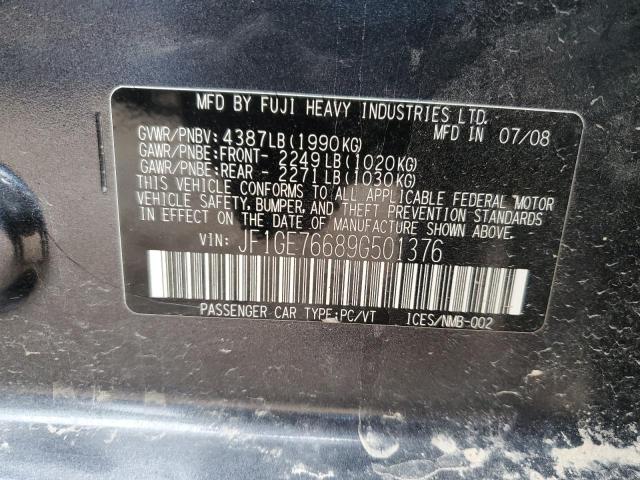 MFD BY FUJI HEAVY INDUSTRIES LTD.
GVWR/PNBV: 4387LB(1990KG) MFD IN 07/08
GAWR/PNBE:FRONT- 2249LB(1020KG)
GAWR/PNBE:REAR - 2271LB(1030KG)
THIS VEHICLE CONFORMS TO ALL APPLICABLE FEDERAL MOTOR
VEHICLE SAFETY, BUMPER, AND THEFT PREVENTION STANDARDS
IN EFFECT ON THE DATE OF MANUFACTURE SHOWN ABOVE.
VIN: JF1GE76689G501376
PASSENGER CAR TYPE:PC/VT 1CES/NMB-002